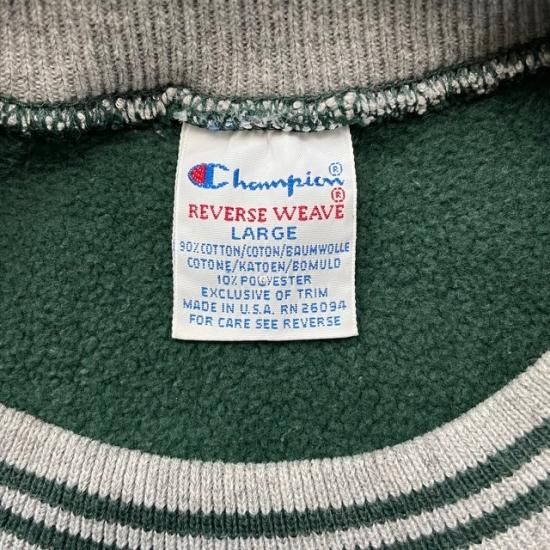 Champion®
REVERSE WEAVE®
LARGE
90% COTTON/COTON/BAUMWOLLE
COTONE/KATOEN/BOMULD
10% POLYESTER
EXCLUSIVE OF TRIM
MADE IN U.S.A. RN 26094
FOR CARE SEE REVERSE